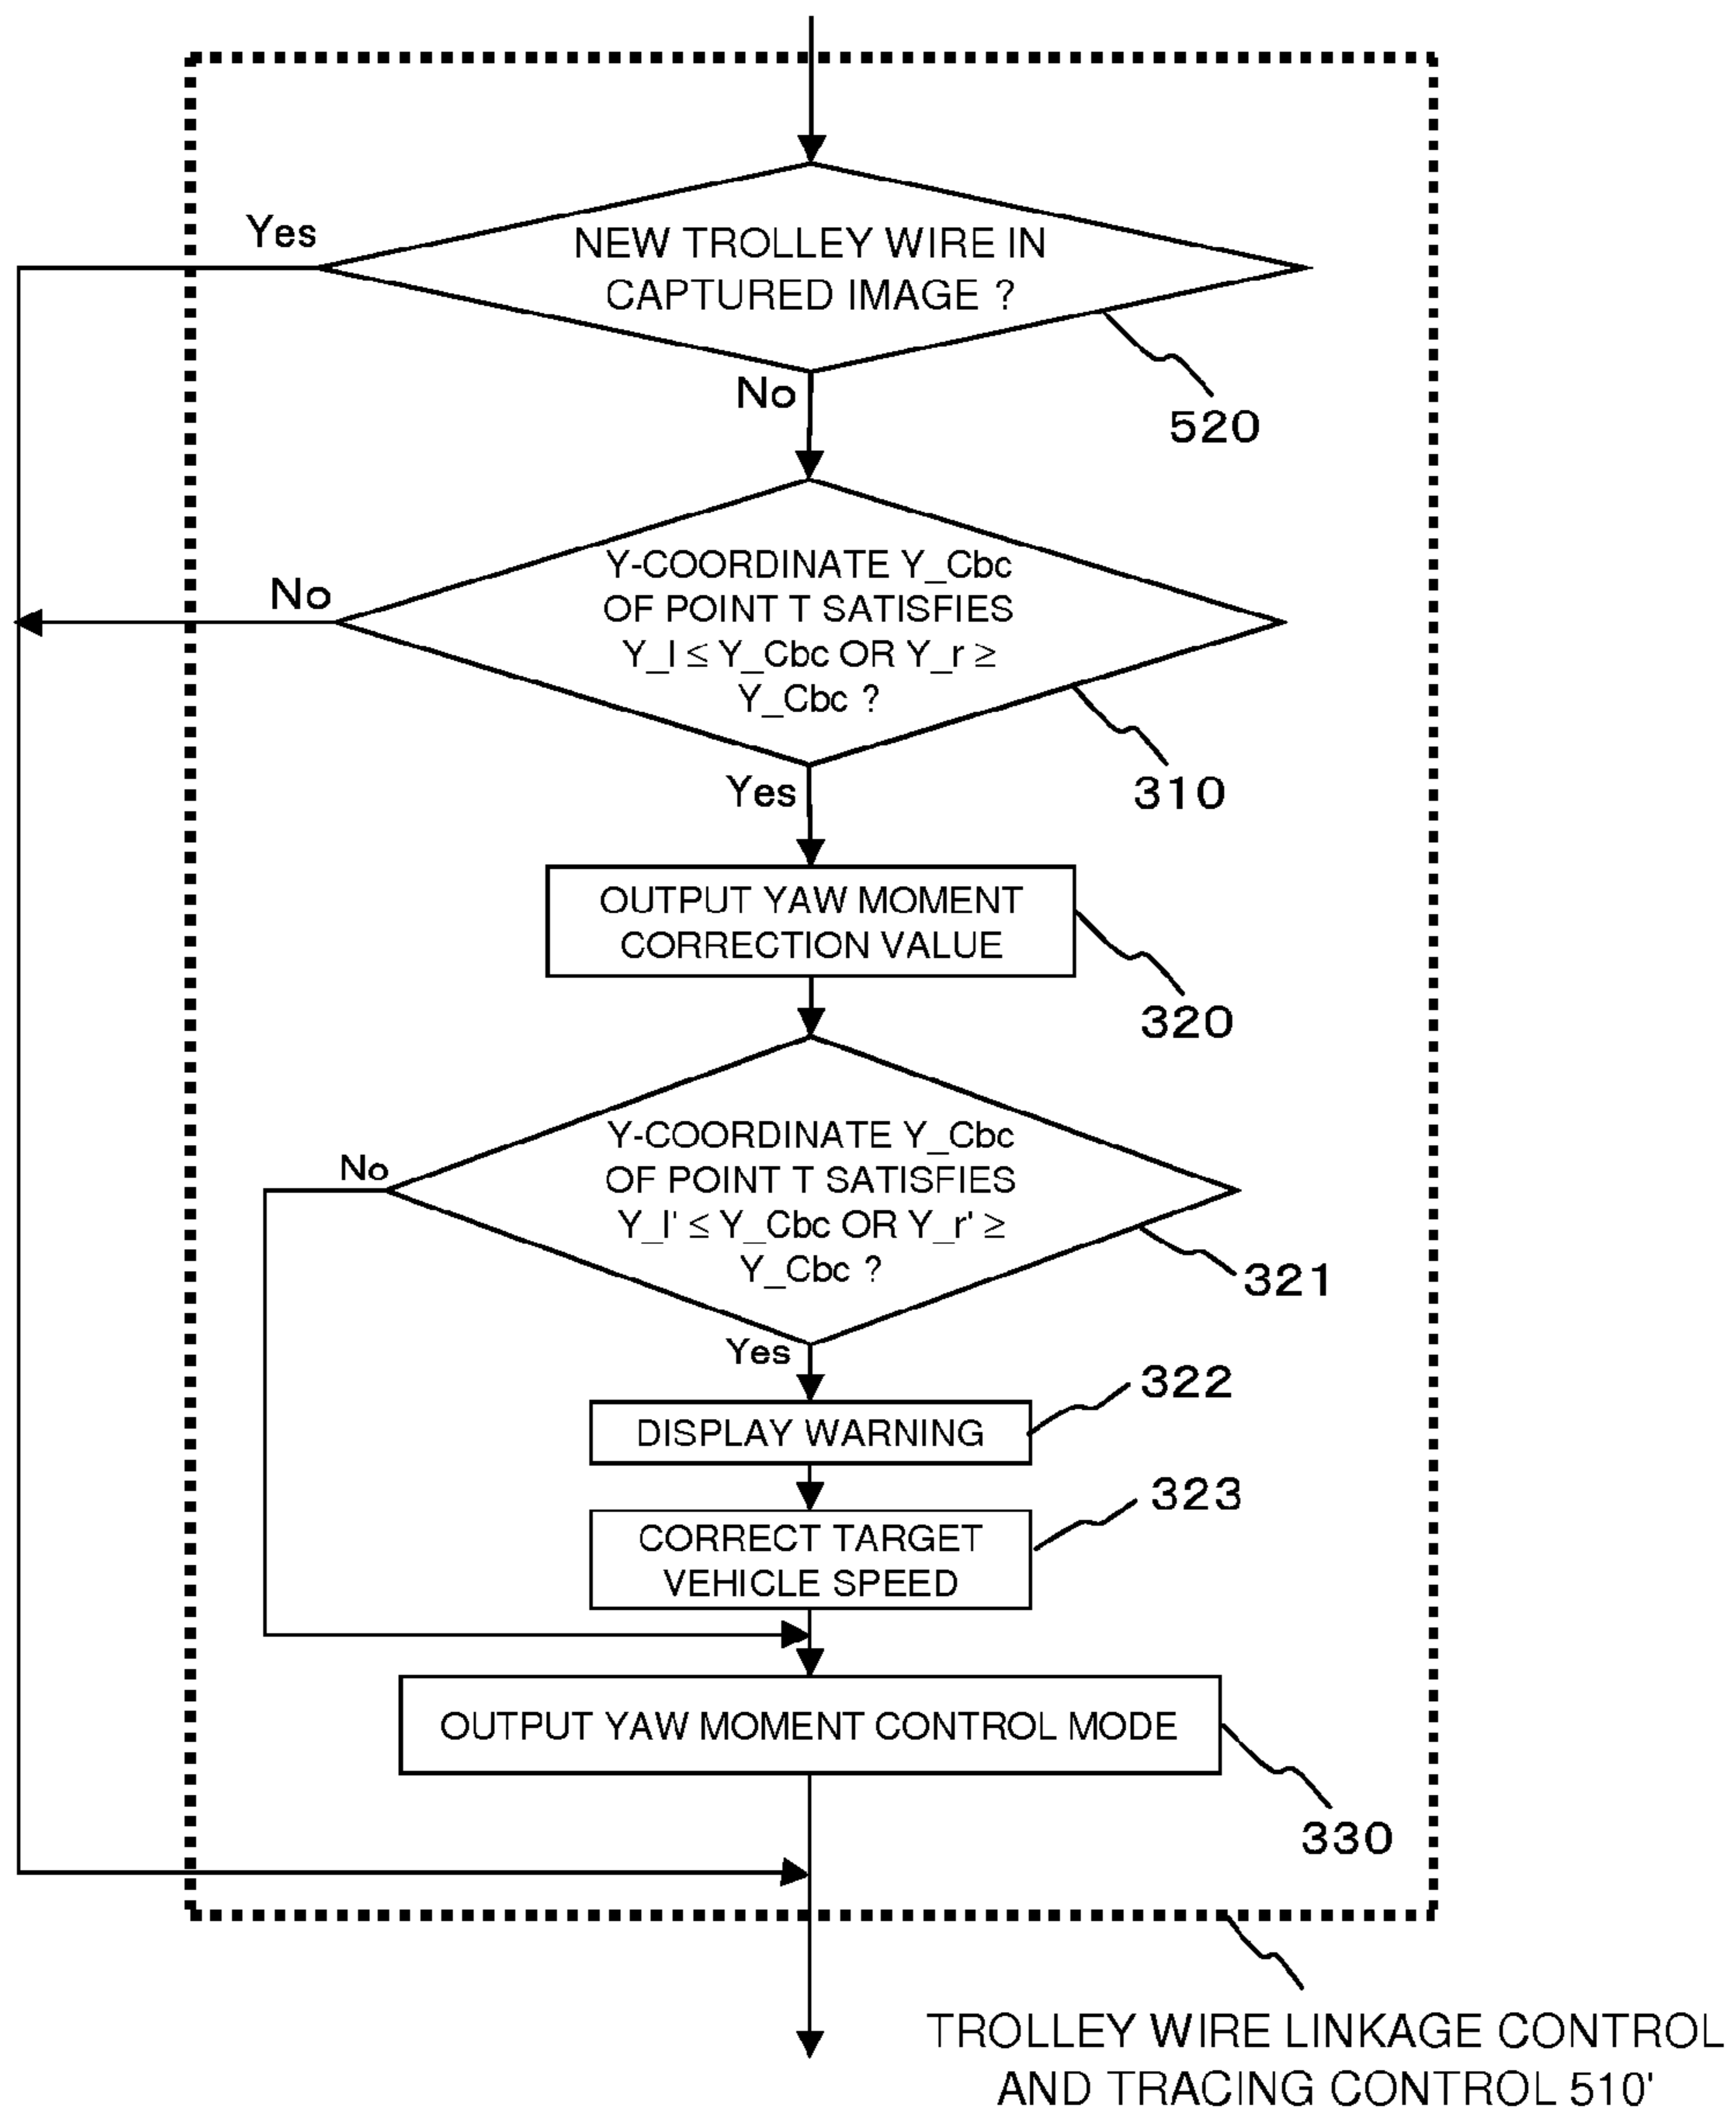 Yes
NEW TROLLEY WIRE IN
CAPTURED IMAGE ?
No
520
Y-COORDINATE Y_Cbc
OF POINT T SATISFIES
Y_l ≤ Y_Cbc OR Y_r ≥
Y_Cbc ?
No
310
Yes
OUTPUT YAW MOMENT
CORRECTION VALUE
320
Y-COORDINATE Y_Cbc
OF POINT T SATISFIES
Y_l' ≤ Y_Cbc OR Y_r' ≥
Y_Cbc ?
No
321
Yes
322
DISPLAY WARNING
323
CORRECT TARGET
VEHICLE SPEED
OUTPUT YAW MOMENT CONTROL MODE
330
TROLLEY WIRE LINKAGE CONTROL
AND TRACING CONTROL 510'